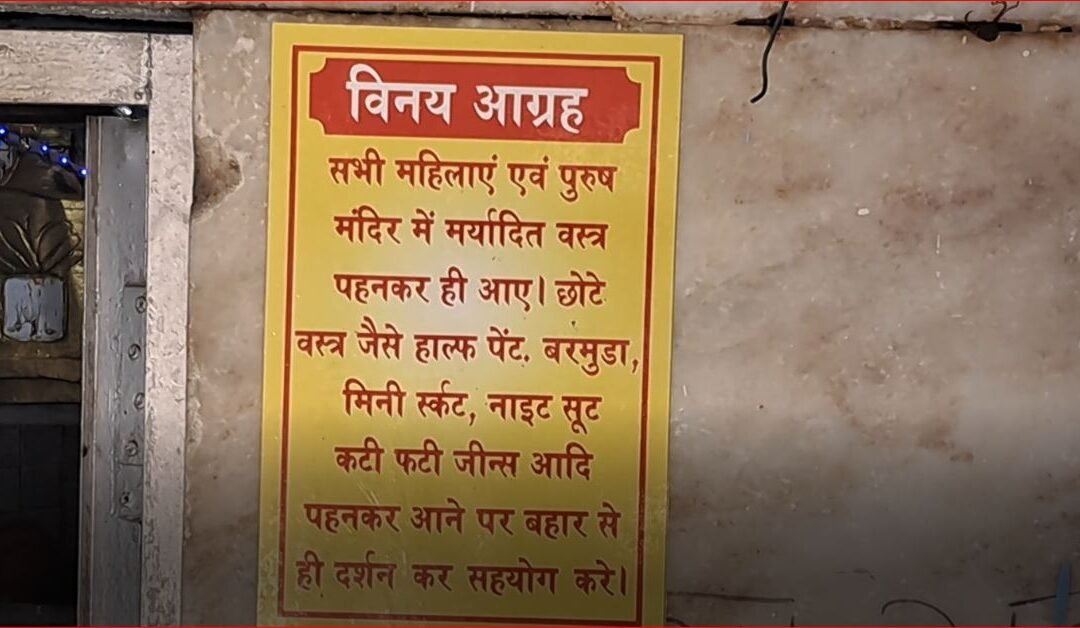 विनय आग्रह
सभी महिलाएं एवं पुरुष
मंदिर में मर्यादित वस्त्र
पहनकर ही आए। छोटे
वस्त्र जैसे हाल्फ पेंट. बरमुडा,
मिनी र्स्कट, नाइट सूट
कटी फटी जीन्स आदि
पहनकर आने पर बहार से
ही दर्शन कर सहयोग करे।